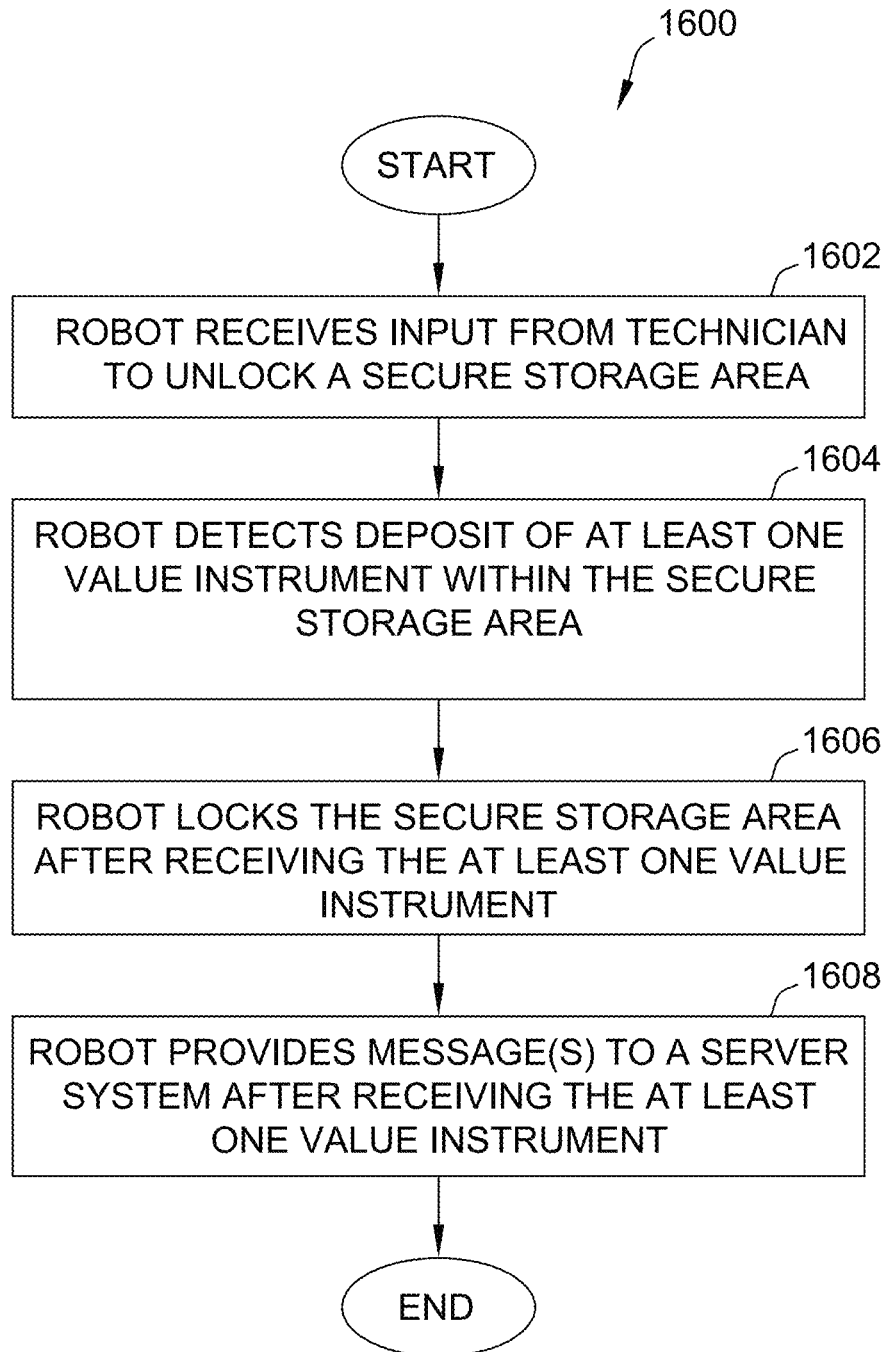 1600
START
1602
ROBOT RECEIVES INPUT FROM TECHNICIAN
TO UNLOCK A SECURE STORAGE AREA
1604
ROBOT DETECTS DEPOSIT OF AT LEAST ONE
VALUE INSTRUMENT WITHIN THE SECURE
STORAGE AREA
1606
ROBOT LOCKS THE SECURE STORAGE AREA
AFTER RECEIVING THE AT LEAST ONE VALUE
INSTRUMENT
1608
ROBOT PROVIDES MESSAGE(S) TO A SERVER
SYSTEM AFTER RECEIVING THE AT LEAST
ONE VALUE INSTRUMENT
END